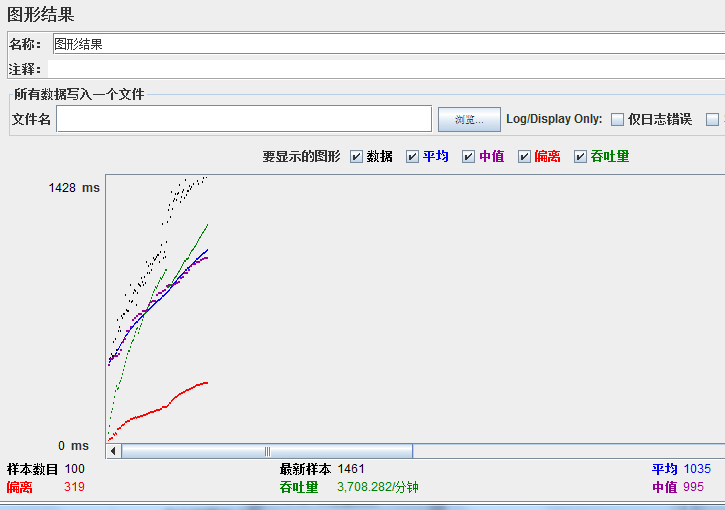 图形结果
名称： 图形结果
注释：
所有数据写入一个文件
文件名 浏览... Log/Display Only: 仅日志错误
要显示的图形 数据 平均 中值 偏离 吞吐量
1428 ms
0 ms
样本数目 100 最新样本 1461 平均 1035
偏离 319 吞吐量 3,708.282/分钟 中值 995